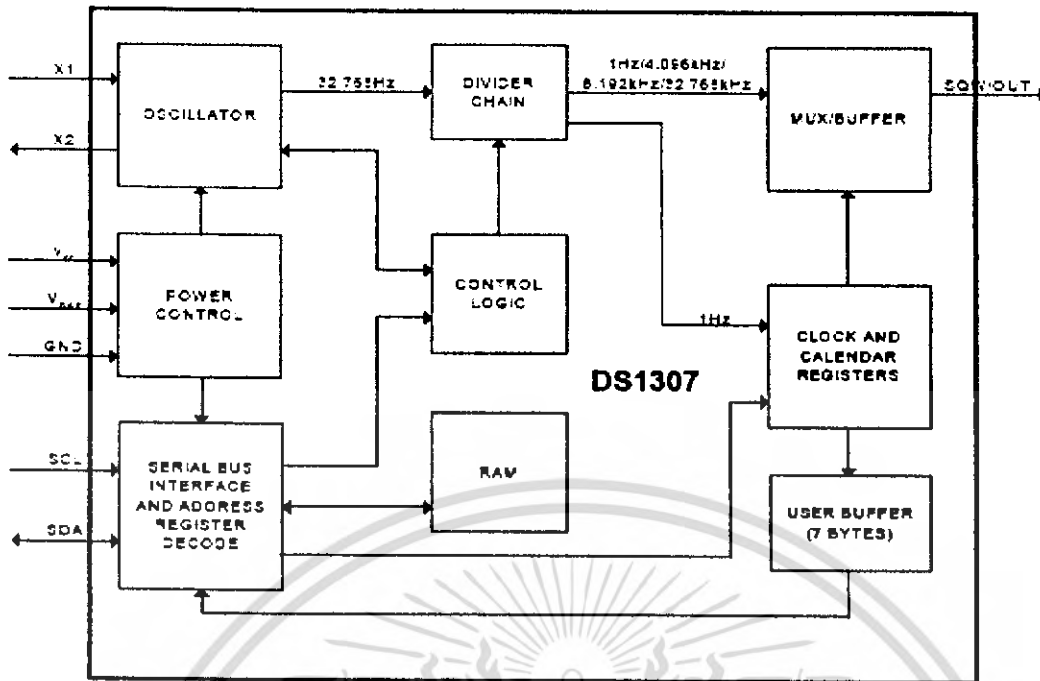 X1
X2
OSCILLATOR
32.768Hz
DIVIDER
CHAIN
1Hz/4.096kHz/
8.192kHz/32.768kHz
MUX/BUFFER
SQW/OUT
POWER
CONTROL
GND
CONTROL
LOGIC
1Hz
CLOCK AND
CALENDAR
REGISTERS
DS1307
SCL
SDA
SERIAL BUS
INTERFACE
AND ADDRESS
REGISTER
DECODE
RAM
USER BUFFER
(7 BYTES)